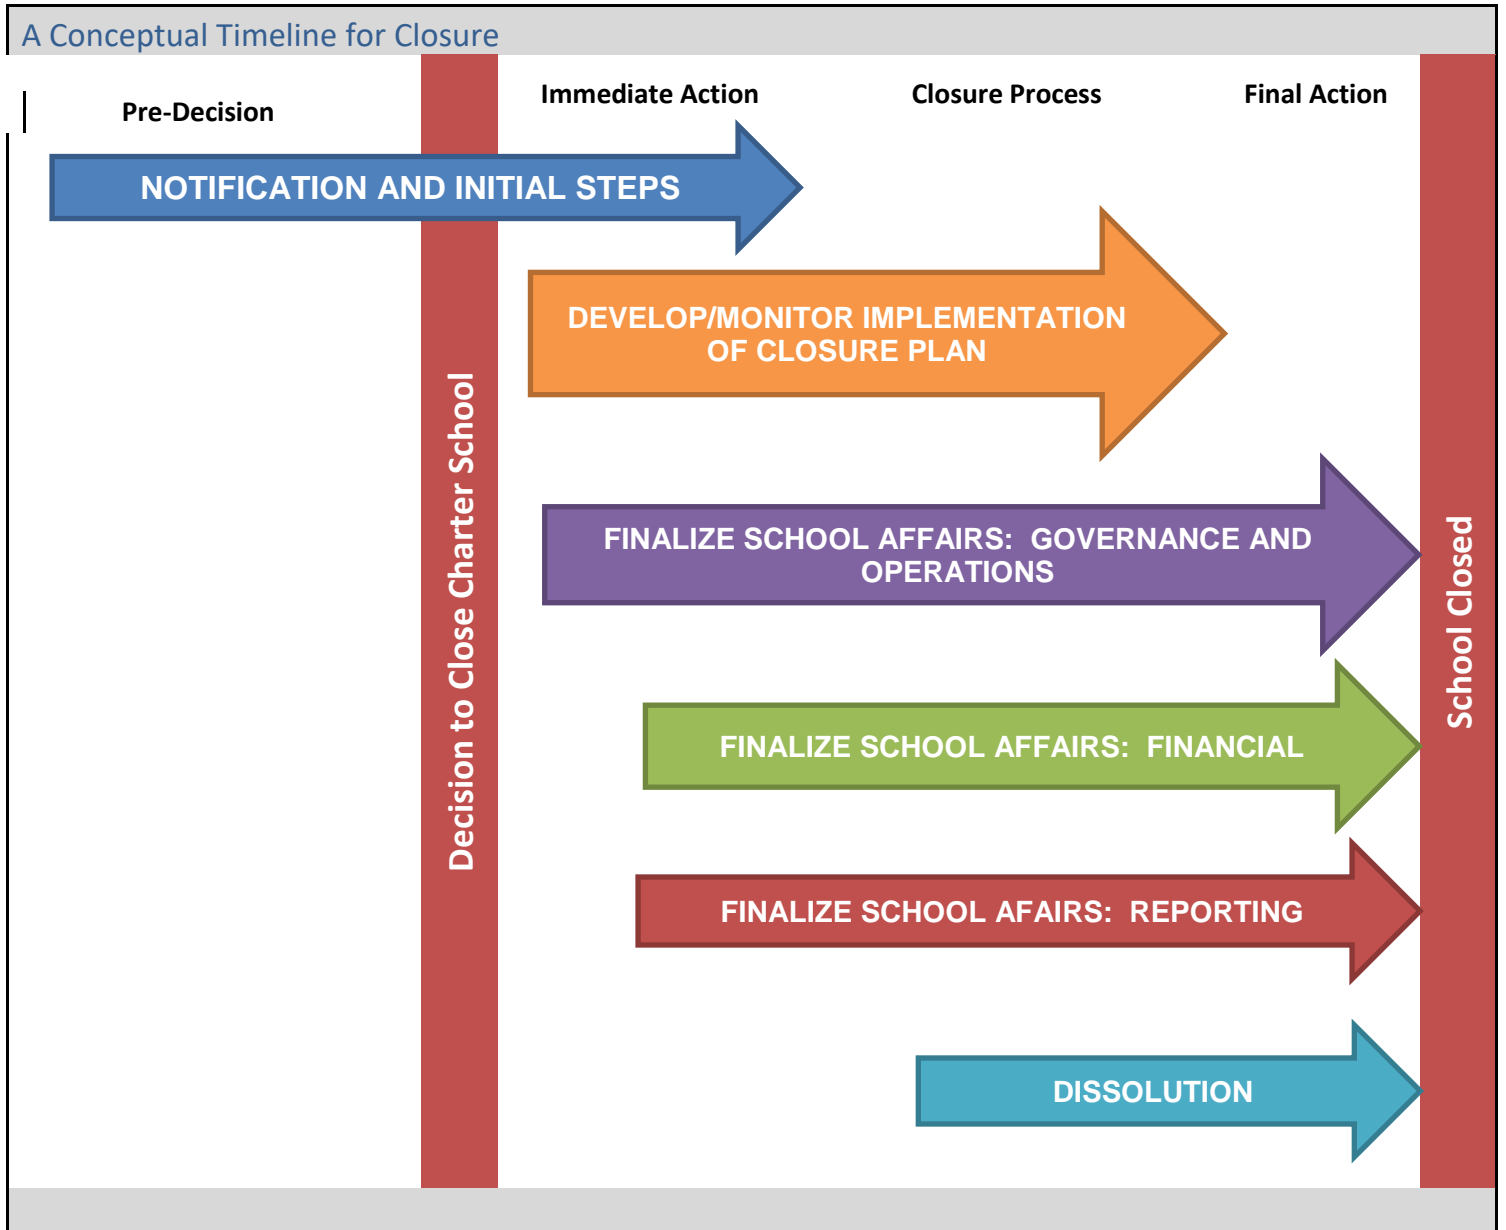 A Conceptual Timeline for Closure
Pre-Decision
Immediate Action
Closure Process
Final Action
NOTIFICATION AND INITIAL STEPS
DEVELOP/MONITOR IMPLEMENTATION
OF CLOSURE PLAN
Decision to Close Charter School
FINALIZE SCHOOL AFFAIRS: GOVERNANCE AND
OPERATIONS
School Closed
FINALIZE SCHOOL AFFAIRS: FINANCIAL
FINALIZE SCHOOL AFAIRS: REPORTING
DISSOLUTION